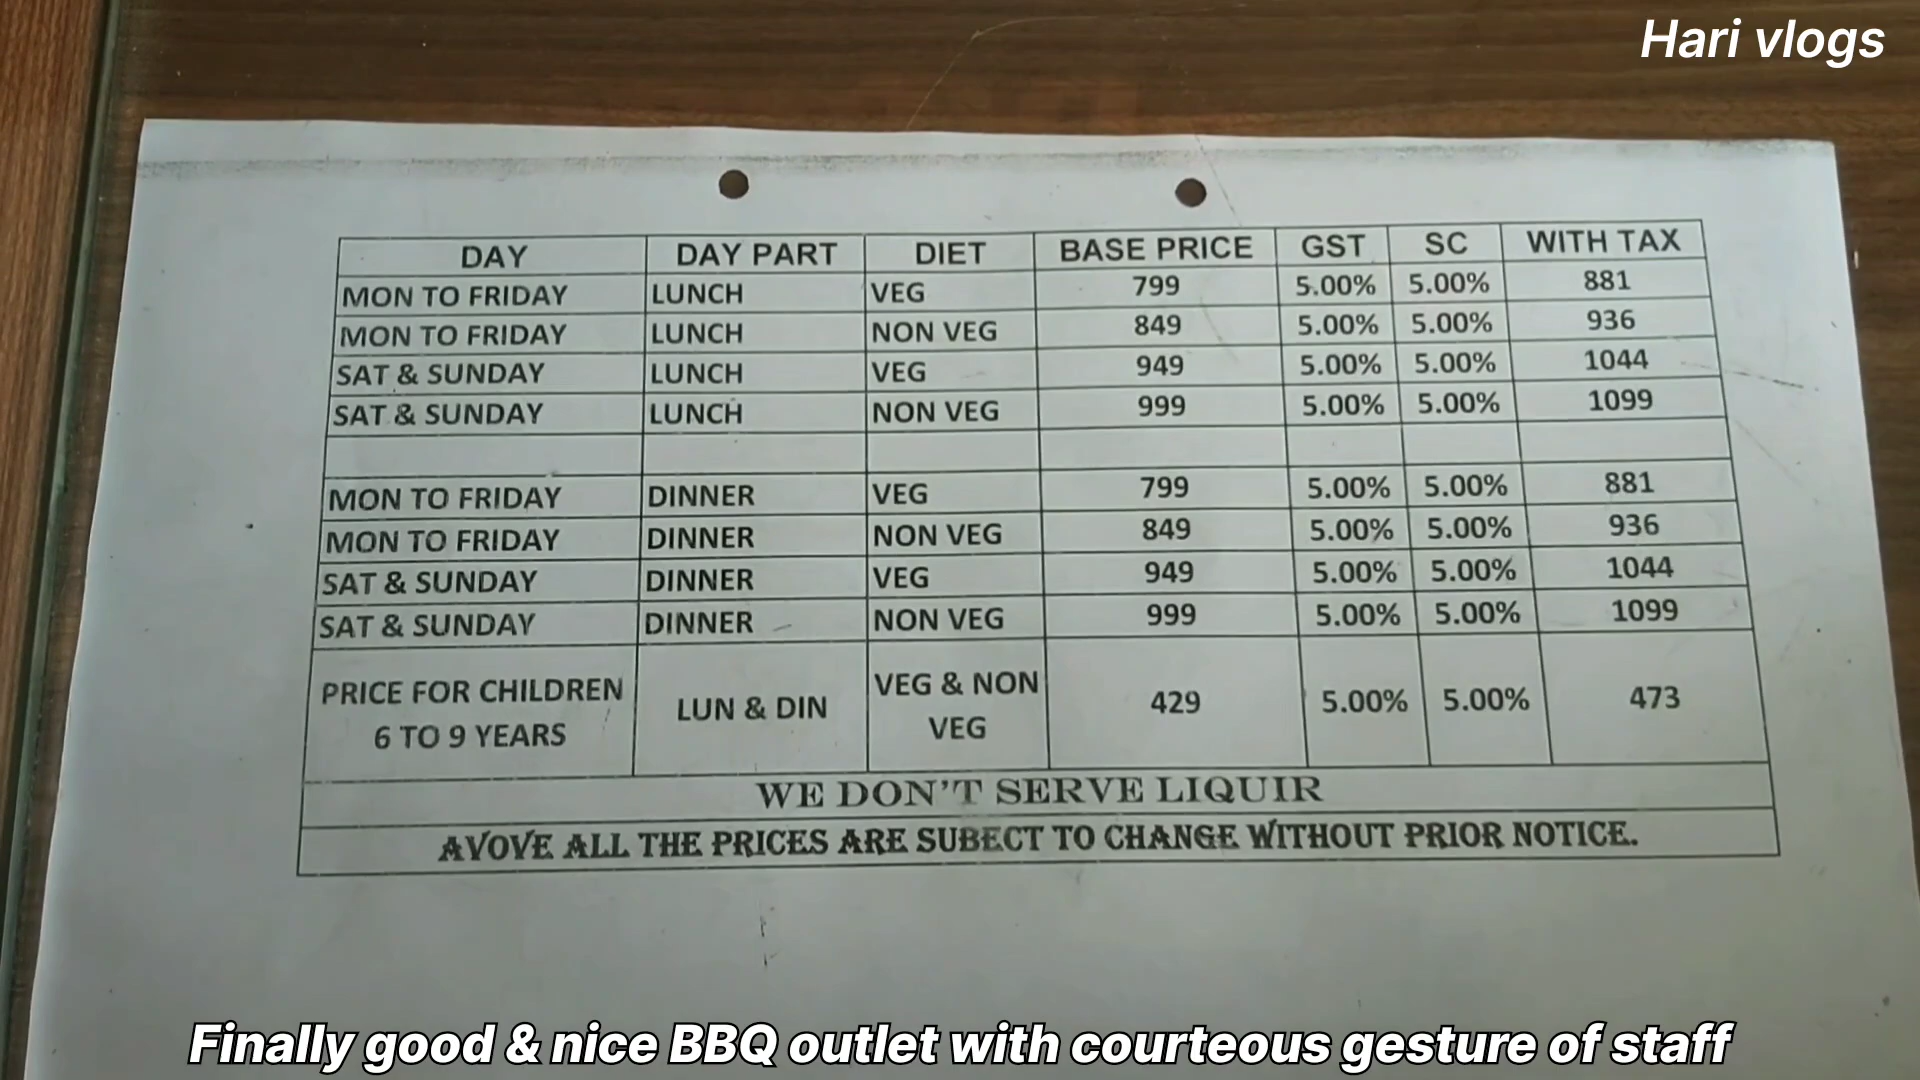 Hari vlogs
DAY DAY PART DIET BASE PRICE GST SC WITH TAX
MON TO FRIDAY LUNCH VEG 799 5.00% 5.00% 881
MON TO FRIDAY LUNCH NON VEG 849 5.00% 5.00% 936
SAT & SUNDAY LUNCH VEG 949 5.00% 5.00% 1044
SAT & SUNDAY LUNCH NON VEG 999 5.00% 5.00% 1099
MON TO FRIDAY DINNER VEG 799 5.00% 5.00% 881
MON TO FRIDAY DINNER NON VEG 849 5.00% 5.00% 936
SAT & SUNDAY DINNER VEG 949 5.00% 5.00% 1044
SAT & SUNDAY DINNER NON VEG 999 5.00% 5.00% 1099
PRICE FOR CHILDREN
6 TO 9 YEARS
LUN & DIN
VEG & NON
VEG
429 5.00% 5.00% 473
WE DON'T SERVE LIQUIR
AVOVE ALL THE PRICES ARE SUBECT TO CHANGE WITHOUT PRIOR NOTICE.
Finally good & nice BBQ outlet with courteous gesture of staff